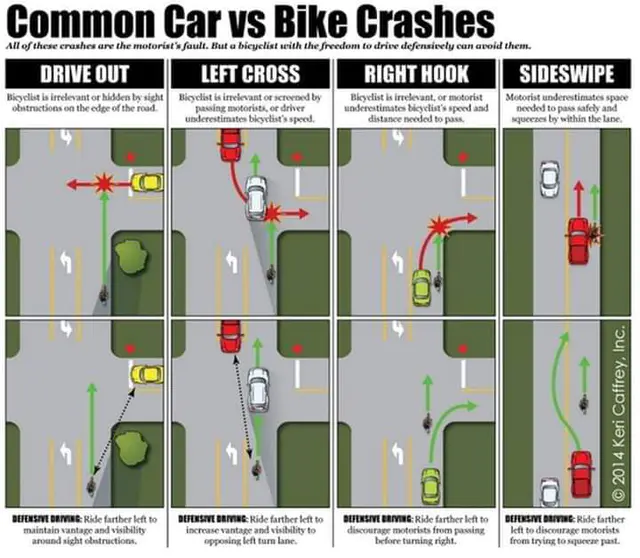 Common Car vs Bike Crashes
All of these crashes are the motorist's fault. But a bicyclist with the freedom to drive defensively can avoid them.
DRIVE OUT
Bicyclist is irrelevant or hidden by sight
obstructions on the edge of the road.
LEFT CROSS
Bicyclist is irrelevant or screened by
passing motorists, or driver
underestimates bicyclist's speed.
RIGHT HOOK
Bicyclist is irrelevant, or motorist
underestimates bicyclist's speed and
distance needed to pass.
SIDESWIPE
Motorist underestimates space
needed to pass safely and
squeezes by within the lane.
DEFENSIVE DRIVING: Ride farther left to
maintain vantage and visibility
around sight obstructions.
DEFENSIVE DRIVING: Ride farther left to
increase vantage and visibility to
opposing left turn lane.
DEFENSIVE DRIVING: Ride farther left to
discourage motorists from passing
before turning right.
DEFENSIVE DRIVING: Ride farther
left to discourage motorists
from trying to squeeze past.
© 2014 Keri Caffrey, Inc.